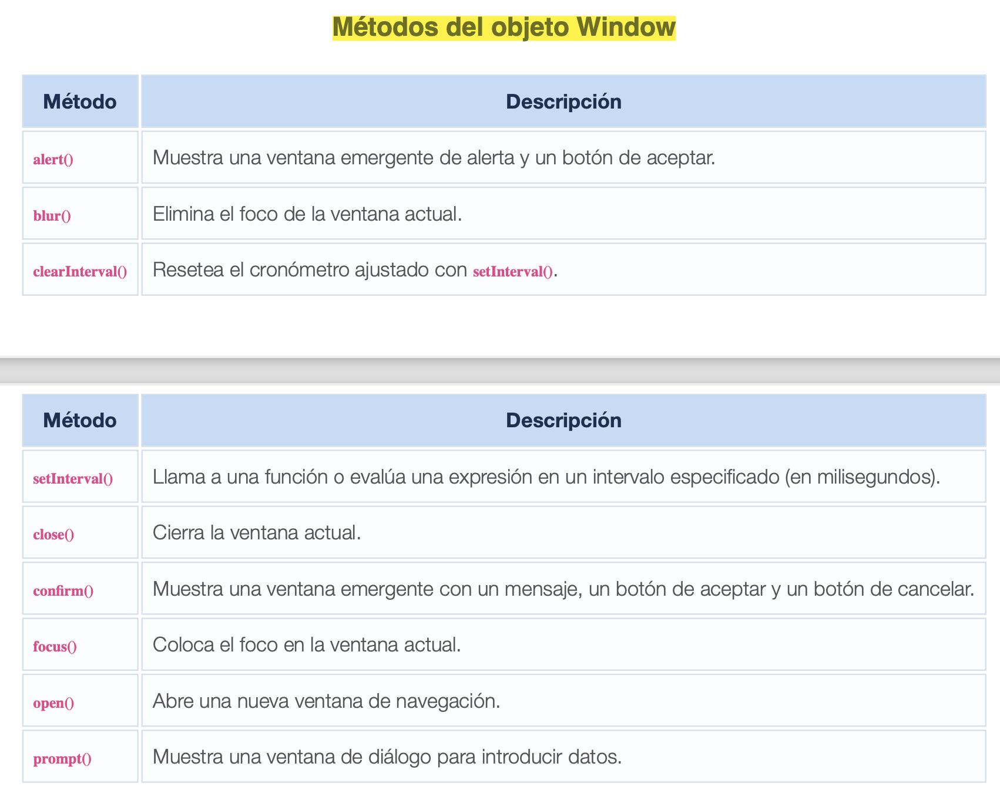 Métodos del objeto Window
Método Descripción
alert() Muestra una ventana emergente de alerta y un botón de aceptar.
blur() Elimina el foco de la ventana actual.
clearInterval() Resetea el cronómetro ajustado con setInterval().
Método Descripción
setInterval() Llama a una función o evalúa una expresión en un intervalo especificado (en milisegundos).
close() Cierra la ventana actual.
confirm() Muestra una ventana emergente con un mensaje, un botón de aceptar y un botón de cancelar.
focus() Coloca el foco en la ventana actual.
open() Abre una nueva ventana de navegación.
prompt() Muestra una ventana de diálogo para introducir datos.